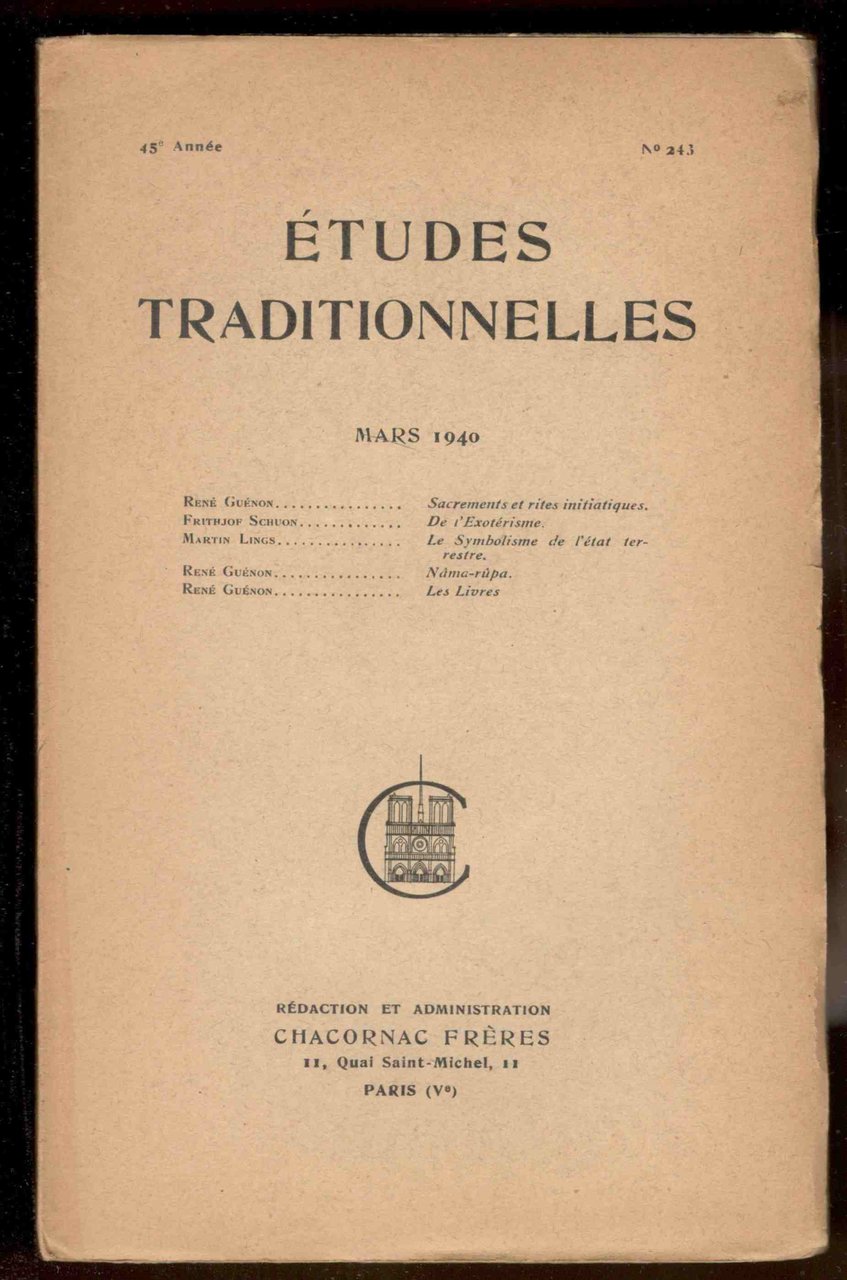 45e Année
No 243
ÉTUDES
TRADITIONNELLES
MARS 1940
René Guénon................ Sacrements et rites initiatiques.
Frithjof Schuon............. De l'Exotérisme.
Martin Lings................ Le Symbolisme de l'état ter-
restre.
René Guénon................ Nâma-rûpa.
René Guénon................ Les Livres
RÉDACTION ET ADMINISTRATION
CHACORNAC FRÈRES
11, Quai Saint-Michel, 11
PARIS (Ve)